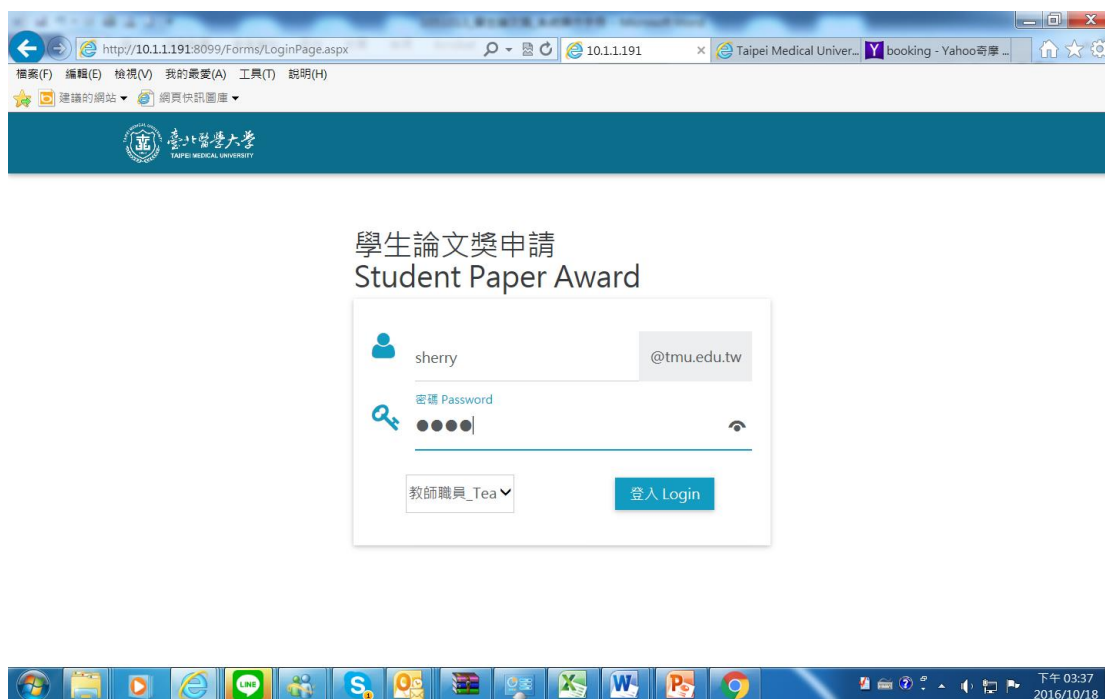 http://10.1.1.191:8099/Forms/LoginPage.aspx
10.1.1.191
Taipei Medical Univer...
booking - Yahoo奇摩 ...
檔案(F) 編輯(E) 檢視(V) 我的最愛(A) 工具(T) 說明(H)
建議的網站 網頁快訊圖庫
臺北醫學大學
TAIPEI MEDICAL UNIVERSITY
學生論文獎申請
Student Paper Award
sherry @tmu.edu.tw
密碼 Password
教師職員_Tea 登入 Login
LINE
下午 03:37
2016/10/18